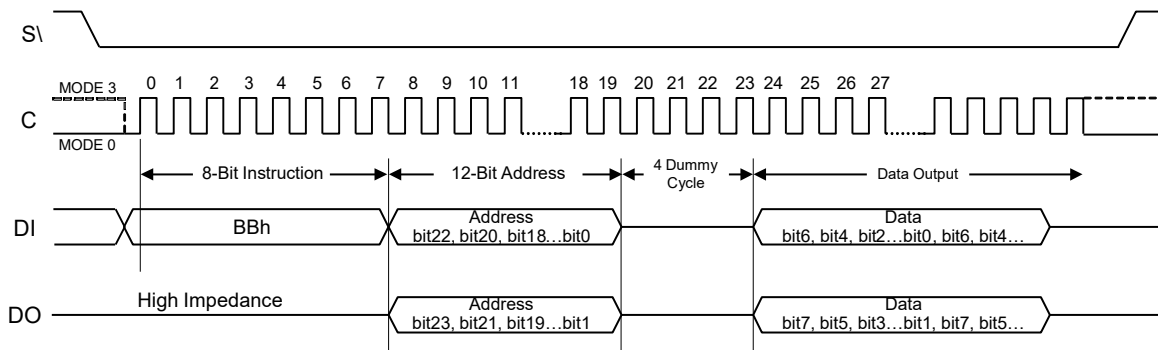 S\
MODE 3
0 1 2 3 4 5 6 7 8 9 10 11 18 19 20 21 22 23 24 25 26 27
C
MODE 0
8-Bit Instruction
12-Bit Address
4 Dummy
Cycle
Data Output
DI
BBh
Address
bit22, bit20, bit18...bit0
Data
bit6, bit4, bit2...bit0, bit6, bit4...
DO
High Impedance
Address
bit23, bit21, bit19...bit1
Data
bit7, bit5, bit3...bit1, bit7, bit5...